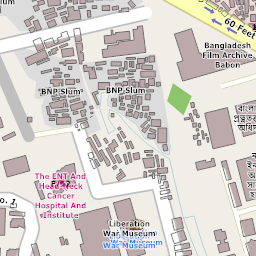 60 Feet
Bangladesh
Film Archive
Babon
BNP Slum
BNP Slum
The ENT And
Head-Neck
Cancer
Hospital And
Institute
Liberation
War Museum
War Museum